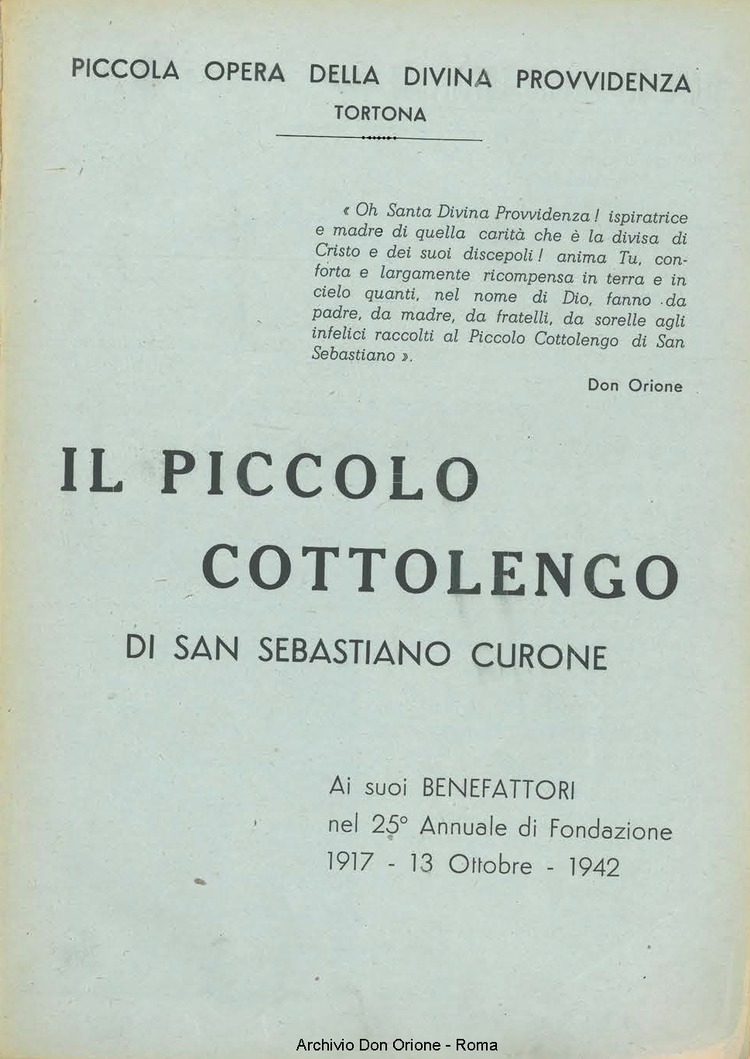 PICCOLA OPERA DELLA DIVINA PROVVIDENZA
TORTONA
« Oh Santa Divina Provvidenza ! ispiratrice
e madre di quella carità che è la divisa di
Cristo e dei suoi discepoli ! anima Tu, con-
forta e largamente ricompensa in terra e in
cielo quanti, nel nome di Dio, fanno da
padre, da madre, da fratelli, da sorelle agli
infelici raccolti al Piccolo Cottolengo di San
Sebastiano ».
Don Orione
IL PICCOLO
COTTOLENGO
DI SAN SEBASTIANO CURONE
Ai suoi BENEFATTORI
nel 25° Annuale di Fondazione
1917 - 13 Ottobre - 1942
Archivio Don Orione - Roma